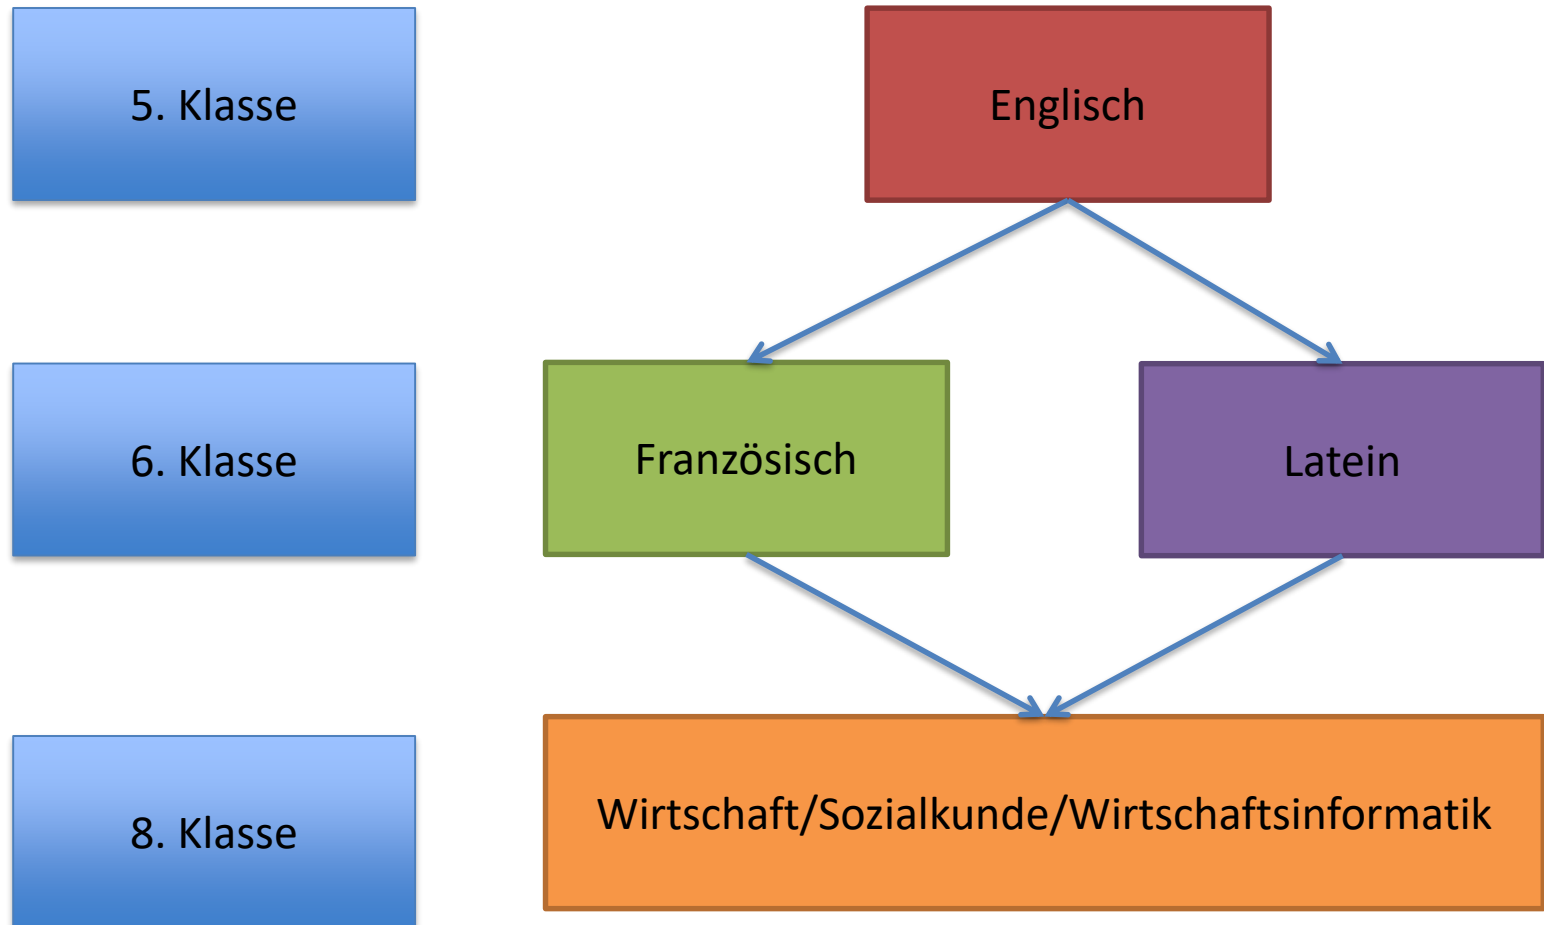 5. Klasse
Englisch
6. Klasse
Französisch
Latein
8. Klasse
Wirtschaft/Sozialkunde/Wirtschaftsinformatik